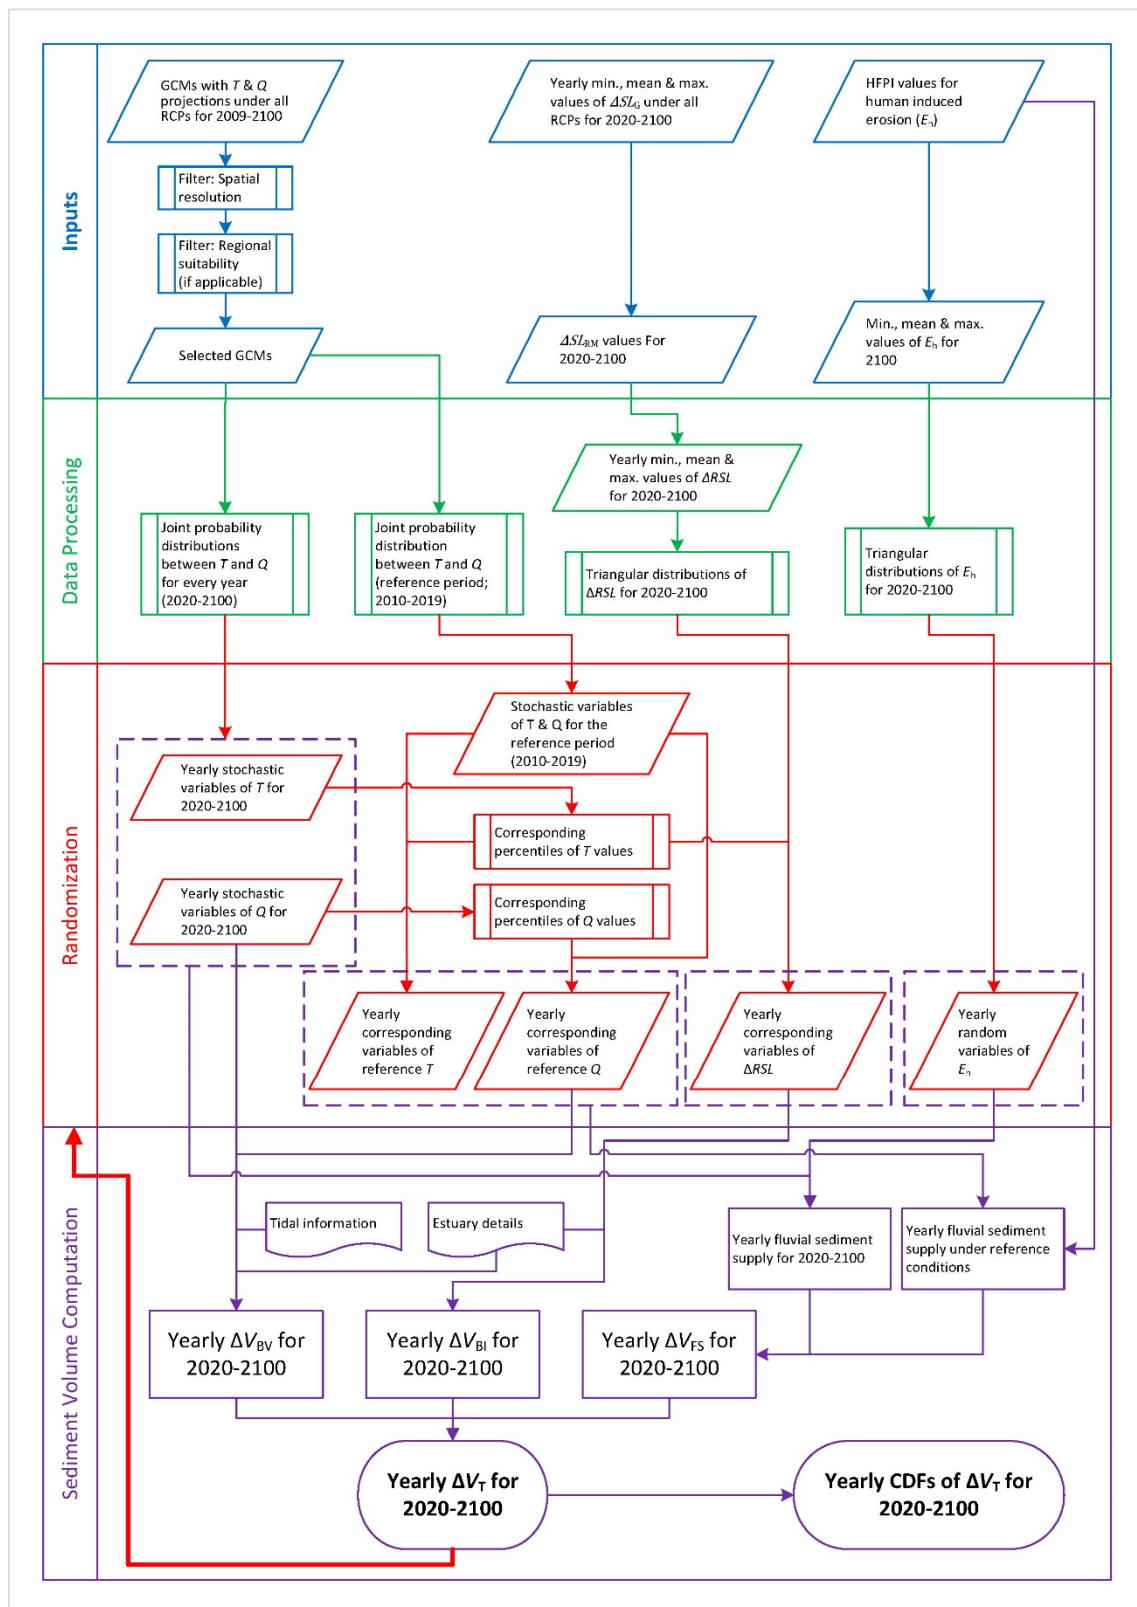 Inputs
GCMs with T & Q
projections under all
RCPs for 2009-2100
Yearly min., mean & max.
values of ΔSLG under all
RCPs for 2020-2100
HFPI values for
human induced
erosion (Eh)
Filter: Spatial
resolution
Filter: Regional
suitability
(if applicable)
Selected GCMs
ΔSLRM values For
2020-2100
Min., mean & max.
values of Eh for
2100
Data Processing
Yearly min., mean &
max. values of ΔRSL
for 2020-2100
Joint probability
distributions
between T and Q
for every year
(2020-2100)
Joint probability
distribution
between T and Q
(reference period;
2010-2019)
Triangular distributions of
ΔRSL for 2020-2100
Triangular
distributions of Eh
for 2020-2100
Randomization
Stochastic variables
of T & Q for the
reference period
(2010-2019)
Yearly stochastic
variables of T for
2020-2100
Corresponding
percentiles of T values
Yearly stochastic
variables of Q for
2020-2100
Corresponding
percentiles of Q values
Yearly
corresponding
variables of
reference T
Yearly
corresponding
variables of
reference Q
Yearly
corresponding
variables of
ΔRSL
Yearly
random
variables of
Eh
Sediment Volume Computation
Tidal information
Estuary details
Yearly fluvial sediment
supply for 2020-2100
Yearly fluvial sediment
supply under reference
conditions
Yearly ΔVBV for
2020-2100
Yearly ΔVBI for
2020-2100
Yearly ΔVFS for
2020-2100
Yearly ΔVT for
2020-2100
Yearly CDFs of ΔVT for
2020-2100